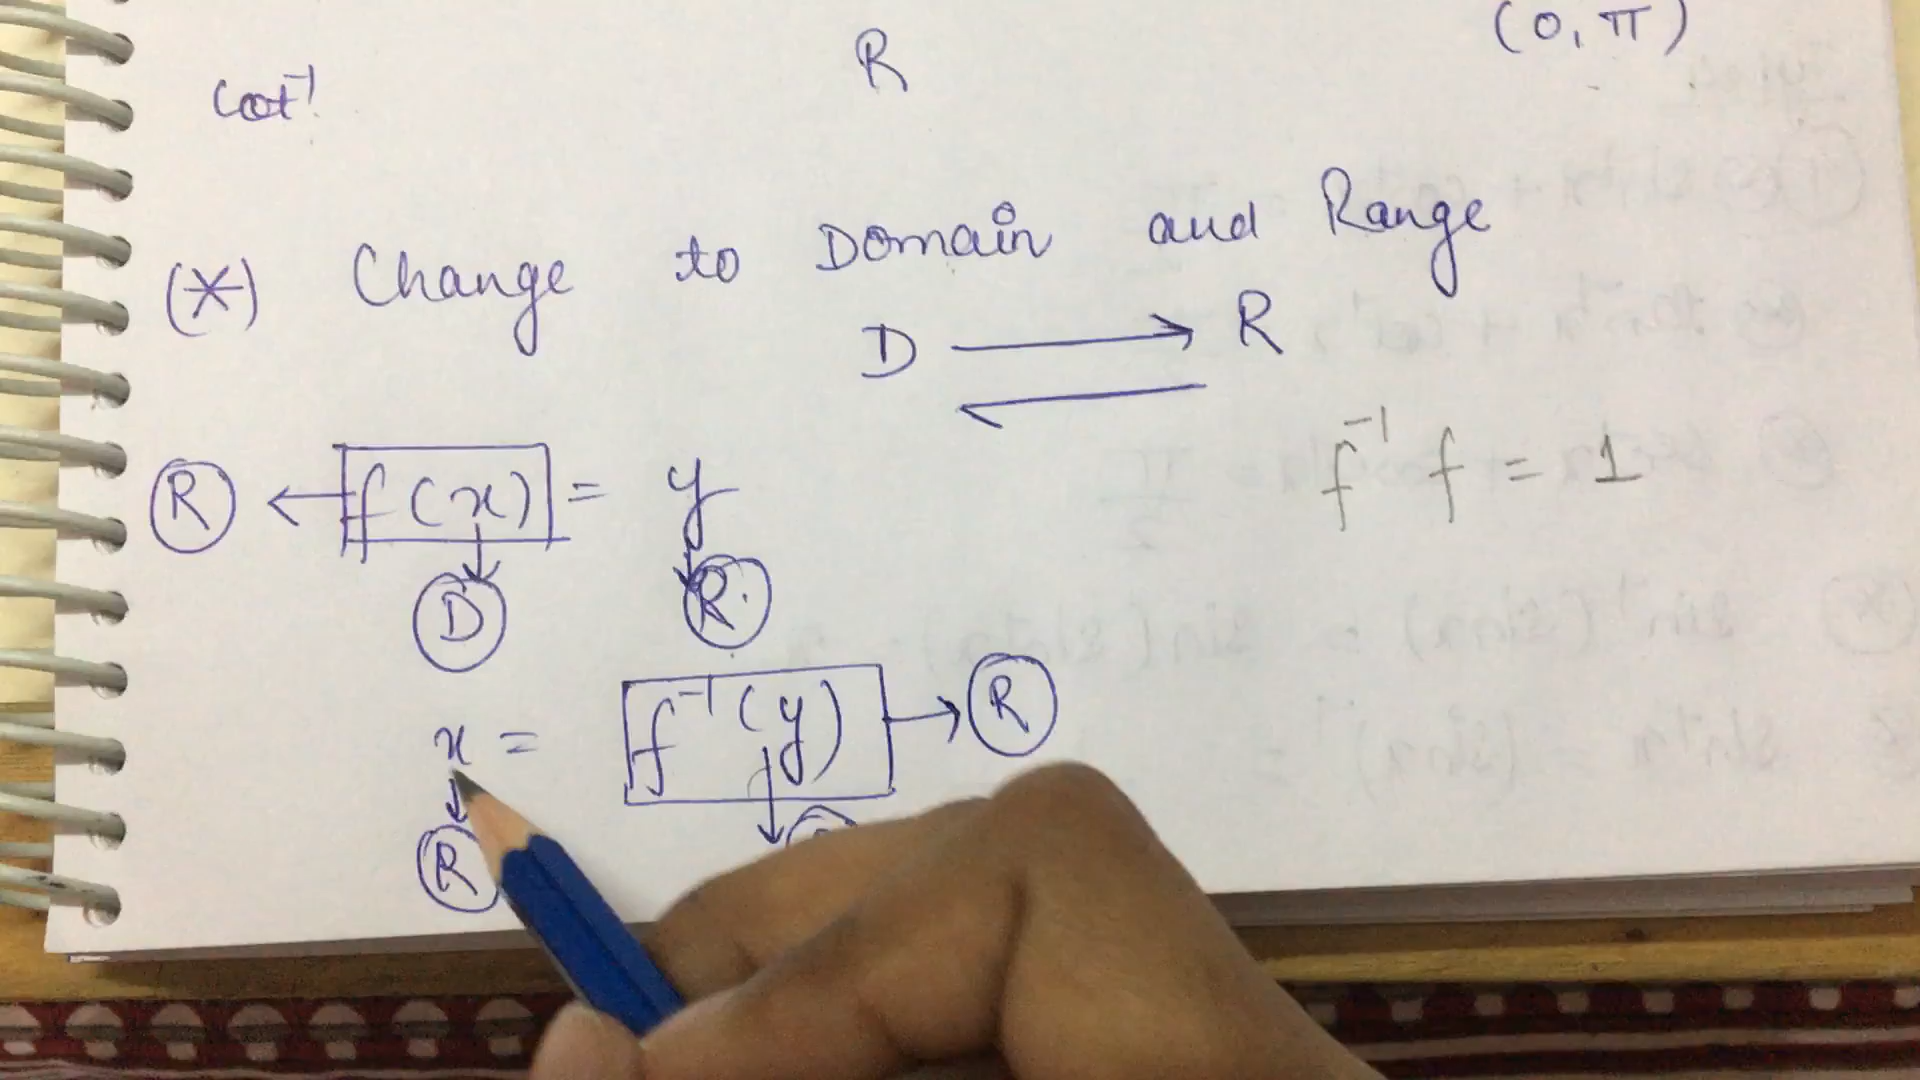 cot⁻¹ R (0, π)
(*) Change to Domain and Range
D ⟶ R
⟵
f⁻¹ f = 1
R ← f(x) = y
D R
x = f⁻¹(y) → R
R